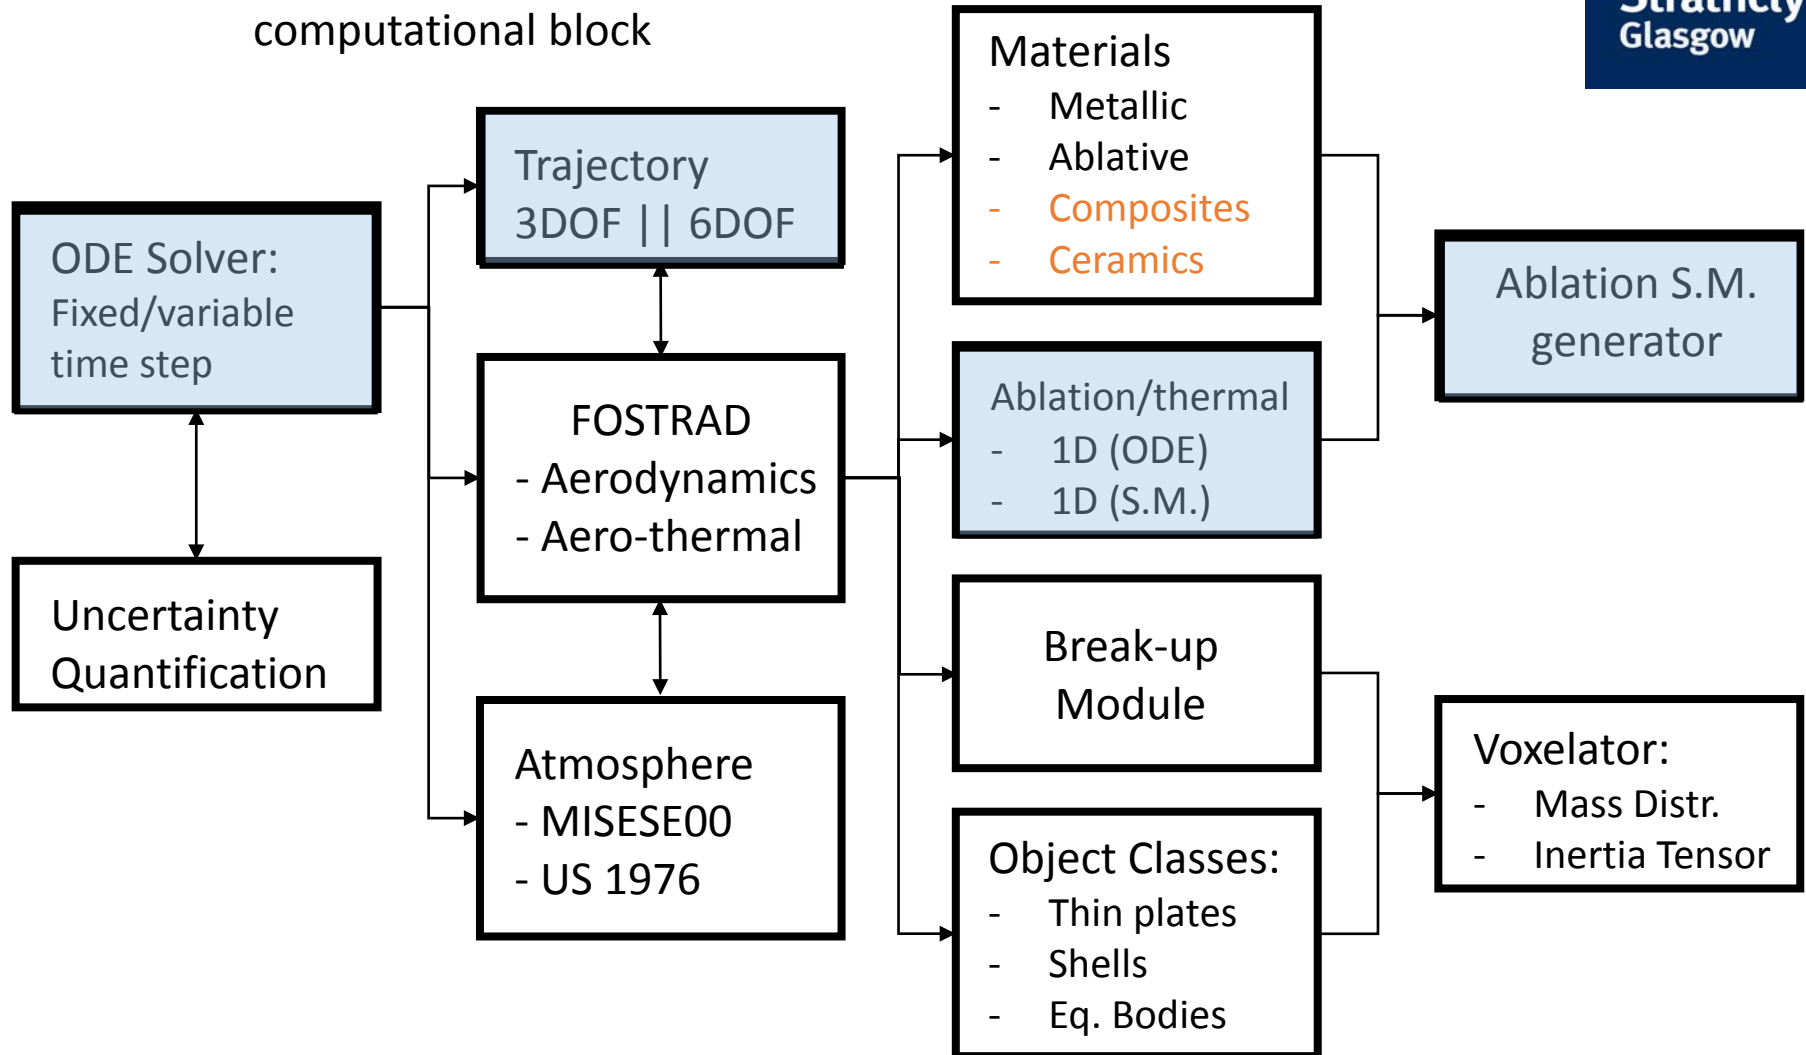 computational block
Glasgow
ODE Solver:
Fixed/variable
time step
Uncertainty
Quantification
Trajectory
3DOF || 6DOF
FOSTRAD
- Aerodynamics
- Aero-thermal
Atmosphere
- MISESE00
- US 1976
Materials
- Metallic
- Ablative
- Composites
- Ceramics
Ablation/thermal
- 1D (ODE)
- 1D (S.M.)
Break-up
Module
Object Classes:
- Thin plates
- Shells
- Eq. Bodies
Ablation S.M.
generator
Voxelator:
- Mass Distr.
- Inertia Tensor